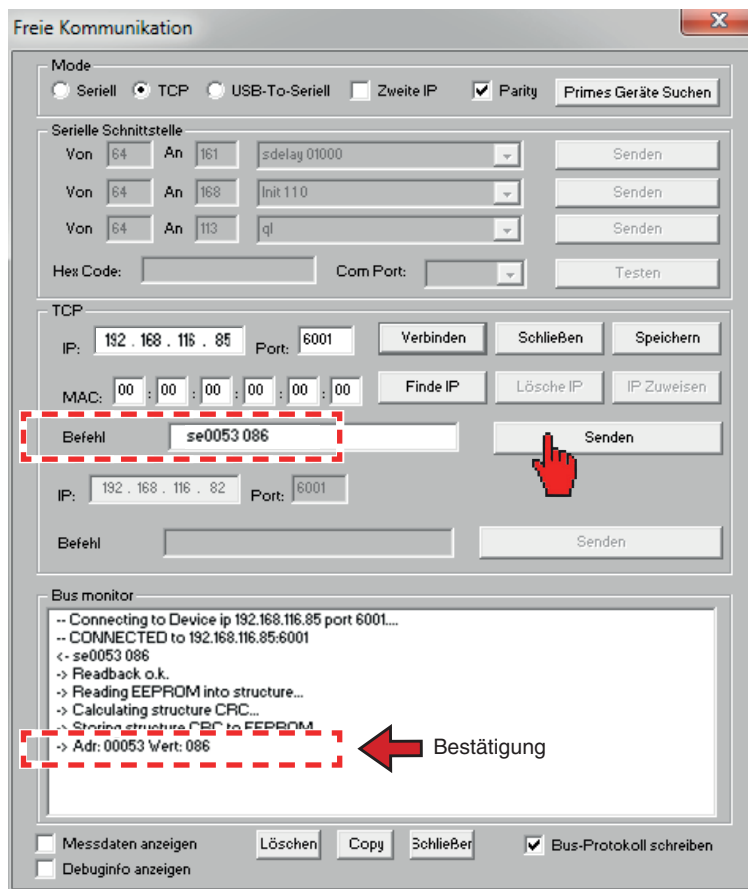 Freie Kommunikation
x
Mode
Seriell TCP USB-To-Seriell Zweite IP Parity Primes Geräte Suchen
Serielle Schnittstelle
Von 64 An 161 sdelay 01000 Senden
Von 64 An 168 Init 110 Senden
Von 64 An 113 ql Senden
Hex Code: Com Port: Testen
TCP
IP: 192 . 168 . 116 . 85 Port: 6001 Verbinden Schließen Speichern
MAC: 00 : 00 : 00 : 00 : 00 : 00 Finde IP Lösche IP IP Zuweisen
Befehl se0053 086 Senden
IP: 192 . 168 . 116 . 82 Port: 6001
Befehl Senden
Bus monitor
-- Connecting to Device ip 192.168.116.85 port 6001....
-- CONNECTED to 192.168.116.85:6001
<- se0053 086
-> Readback o.k.
-> Reading EEPROM into structure...
-> Calculating structure CRC...
-> Storing structure CRC to EEPROM...
-> Adr: 00053 Wert: 086
Bestätigung
Messdaten anzeigen Löschen Copy Schließer Bus-Protokoll schreiben
Debuginfo anzeigen